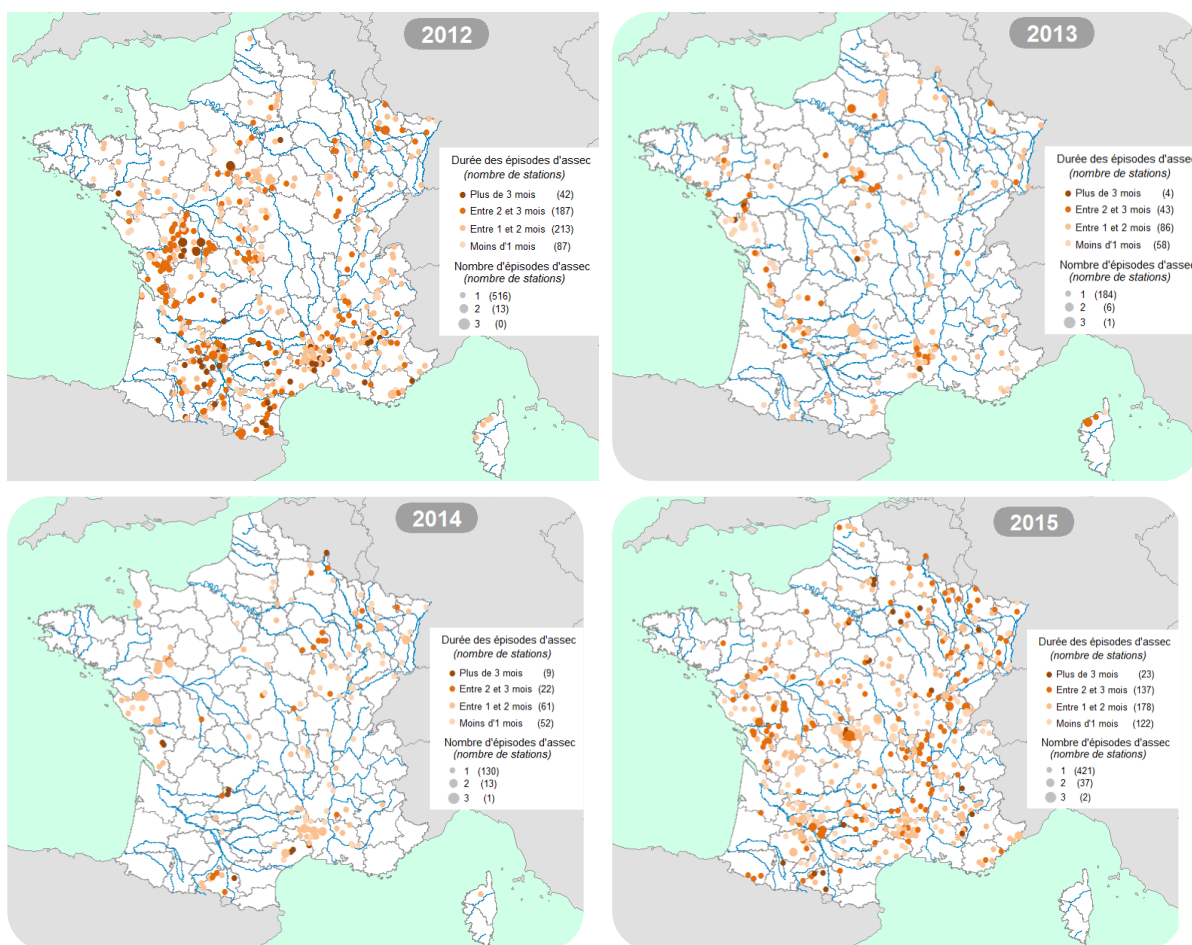 2012
Durée des épisodes d'assec
(nombre de stations)
Plus de 3 mois (42)
Entre 2 et 3 mois (187)
Entre 1 et 2 mois (213)
Moins d'1 mois (87)
Nombre d'épisodes d'assec
(nombre de stations)
1 (516)
2 (13)
3 (0)
2013
Durée des épisodes d'assec
(nombre de stations)
Plus de 3 mois (4)
Entre 2 et 3 mois (43)
Entre 1 et 2 mois (86)
Moins d'1 mois (58)
Nombre d'épisodes d'assec
(nombre de stations)
1 (184)
2 (6)
3 (1)
2014
Durée des épisodes d'assec
(nombre de stations)
Plus de 3 mois (9)
Entre 2 et 3 mois (22)
Entre 1 et 2 mois (61)
Moins d'1 mois (52)
Nombre d'épisodes d'assec
(nombre de stations)
1 (130)
2 (13)
3 (1)
2015
Durée des épisodes d'assec
(nombre de stations)
Plus de 3 mois (23)
Entre 2 et 3 mois (137)
Entre 1 et 2 mois (178)
Moins d'1 mois (122)
Nombre d'épisodes d'assec
(nombre de stations)
1 (421)
2 (37)
3 (2)